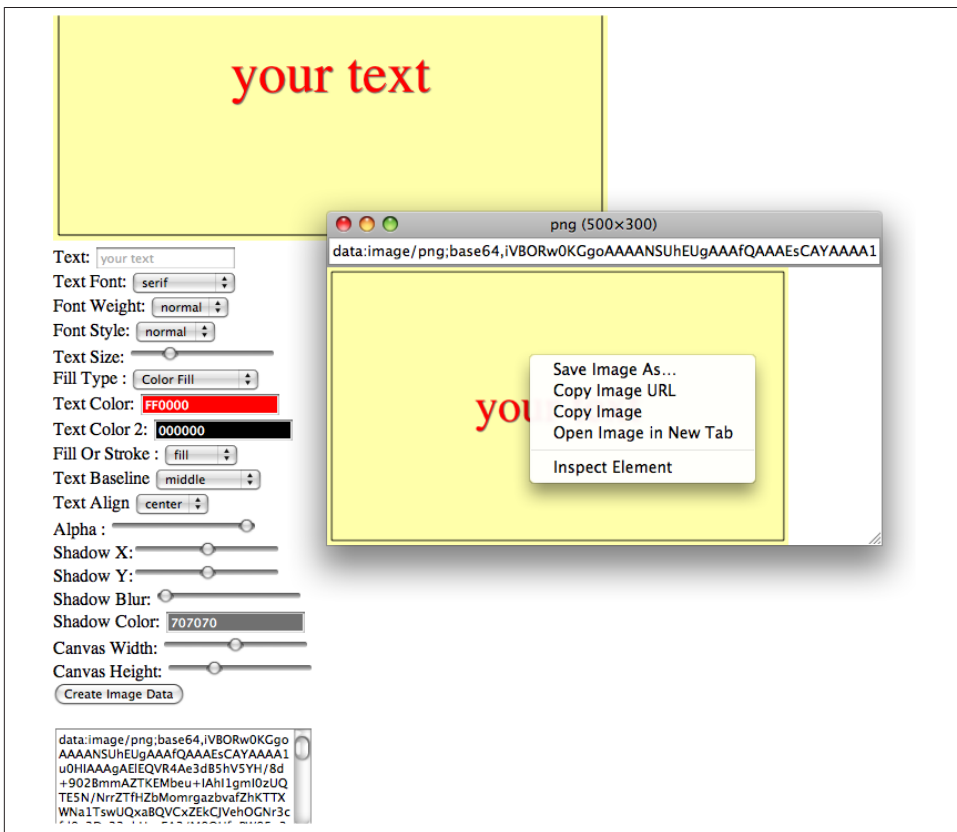 your text
png (500×300)
data:image/png;base64,iVBORw0KGgoAAAANSUhEUgAAAfQAAAEsCAYAAAA1
Text: your text
Text Font: serif
Font Weight: normal
Font Style: normal
Text Size:
Fill Type : Color Fill
Text Color: FF0000
Text Color 2: 000000
Fill Or Stroke : fill
Text Baseline middle
Text Align center
Alpha :
Shadow X:
Shadow Y:
Shadow Blur:
Shadow Color: 707070
Canvas Width:
Canvas Height:
Create Image Data
you
Save Image As...
Copy Image URL
Copy Image
Open Image in New Tab
Inspect Element
data:image/png;base64,iVBORw0KGgo
AAAANSUhEUgAAAfQAAAEsCAYAAAA1
u0HIAAAgAElEQVR4Ae3dB5hV5YH/8d
+902BmmAZTKEMbeu+IAhI1gmI0zUQ
TE5N/NrrZTfHZbMomrgazbvafZhKTTX
WNa1TswUQxaBQVCxZEkCJVehOGNr3c